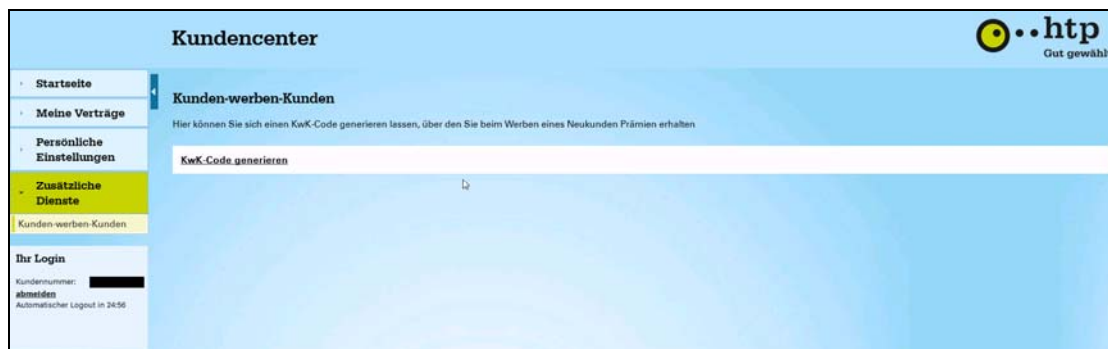 Kundencenter
htp
Gut gewählt
Startseite
Meine Verträge
Persönliche
Einstellungen
Zusätzliche
Dienste
Kunden-werben-Kunden
Ihr Login
Kundennummer:
abmelden
Automatischer Logout in 24:56
Kunden-werben-Kunden
Hier können Sie sich einen KwK-Code generieren lassen, über den Sie beim Werben eines Neukunden Prämien erhalten
KwK-Code generieren